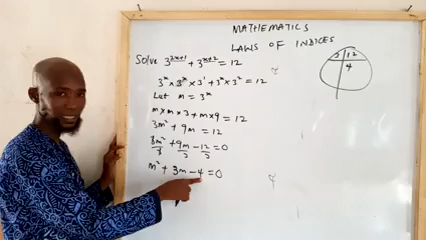 MATHEMATICS
LAWS OF INDICES
Solve 3^(2x+1) + 3^(x+2) = 12
3^x × 3^x × 3^1 + 3^x × 3^2 = 12
Let m = 3^x
m × m × 3 + m × 9 = 12
3m² + 9m = 12
3m²/3 + 9m/3 - 12/3 = 0
m² + 3m - 4 = 0
3 | 12
4